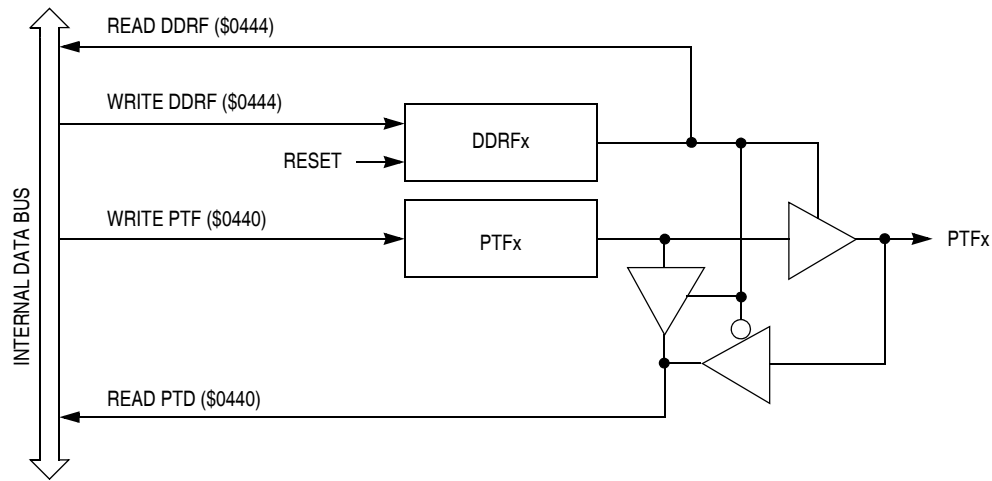 READ DDRF ($0444)
WRITE DDRF ($0444)
DDRFx
RESET
INTERNAL DATA BUS
WRITE PTF ($0440)
PTFx
PTFx
READ PTD ($0440)